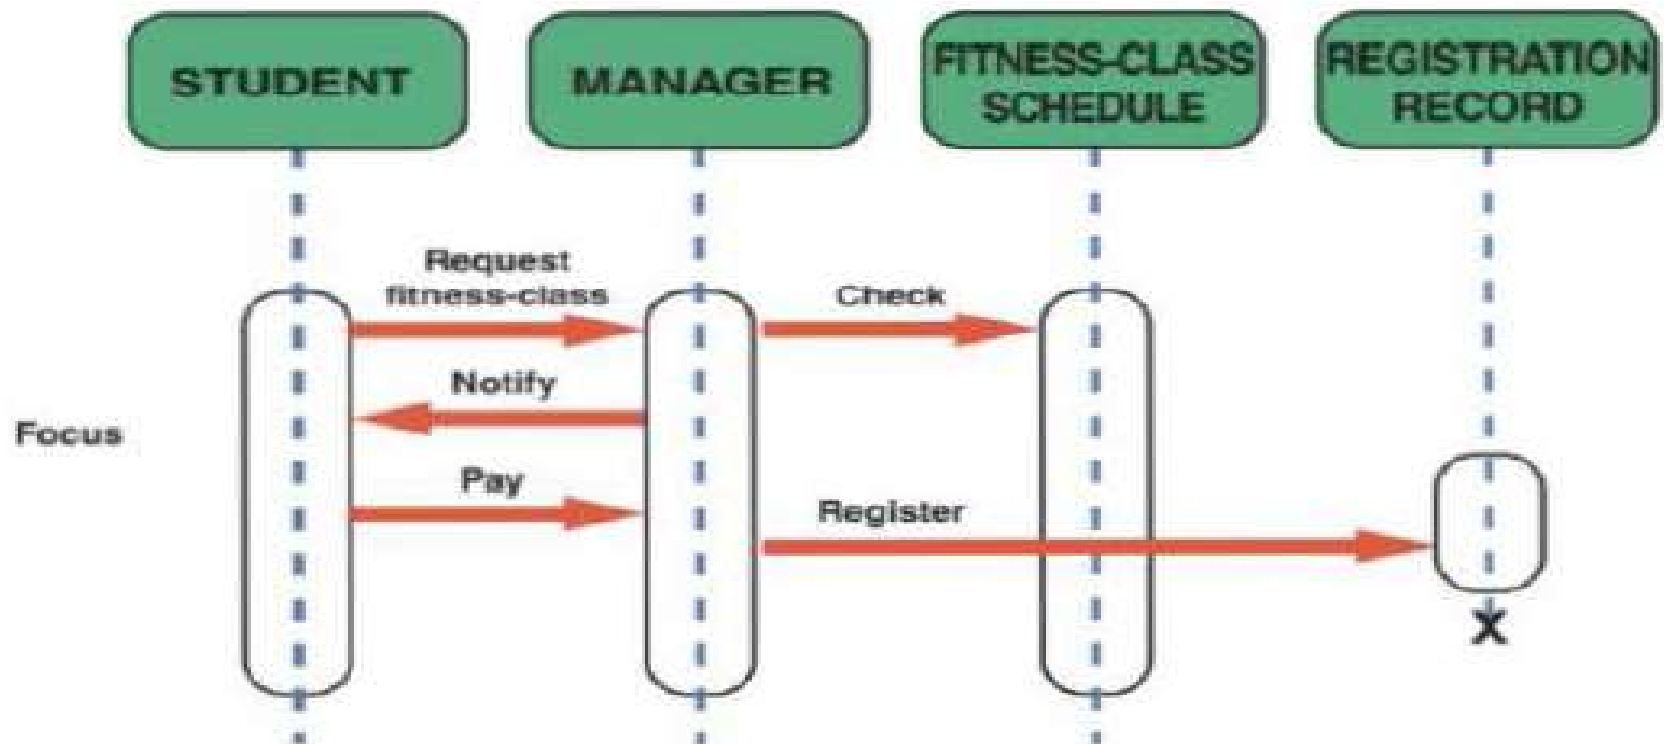 STUDENT
MANAGER
FITNESS-CLASS
SCHEDULE
REGISTRATION
RECORD
Request
fitness-class
Check
Notify
Focus
Pay
Register
X